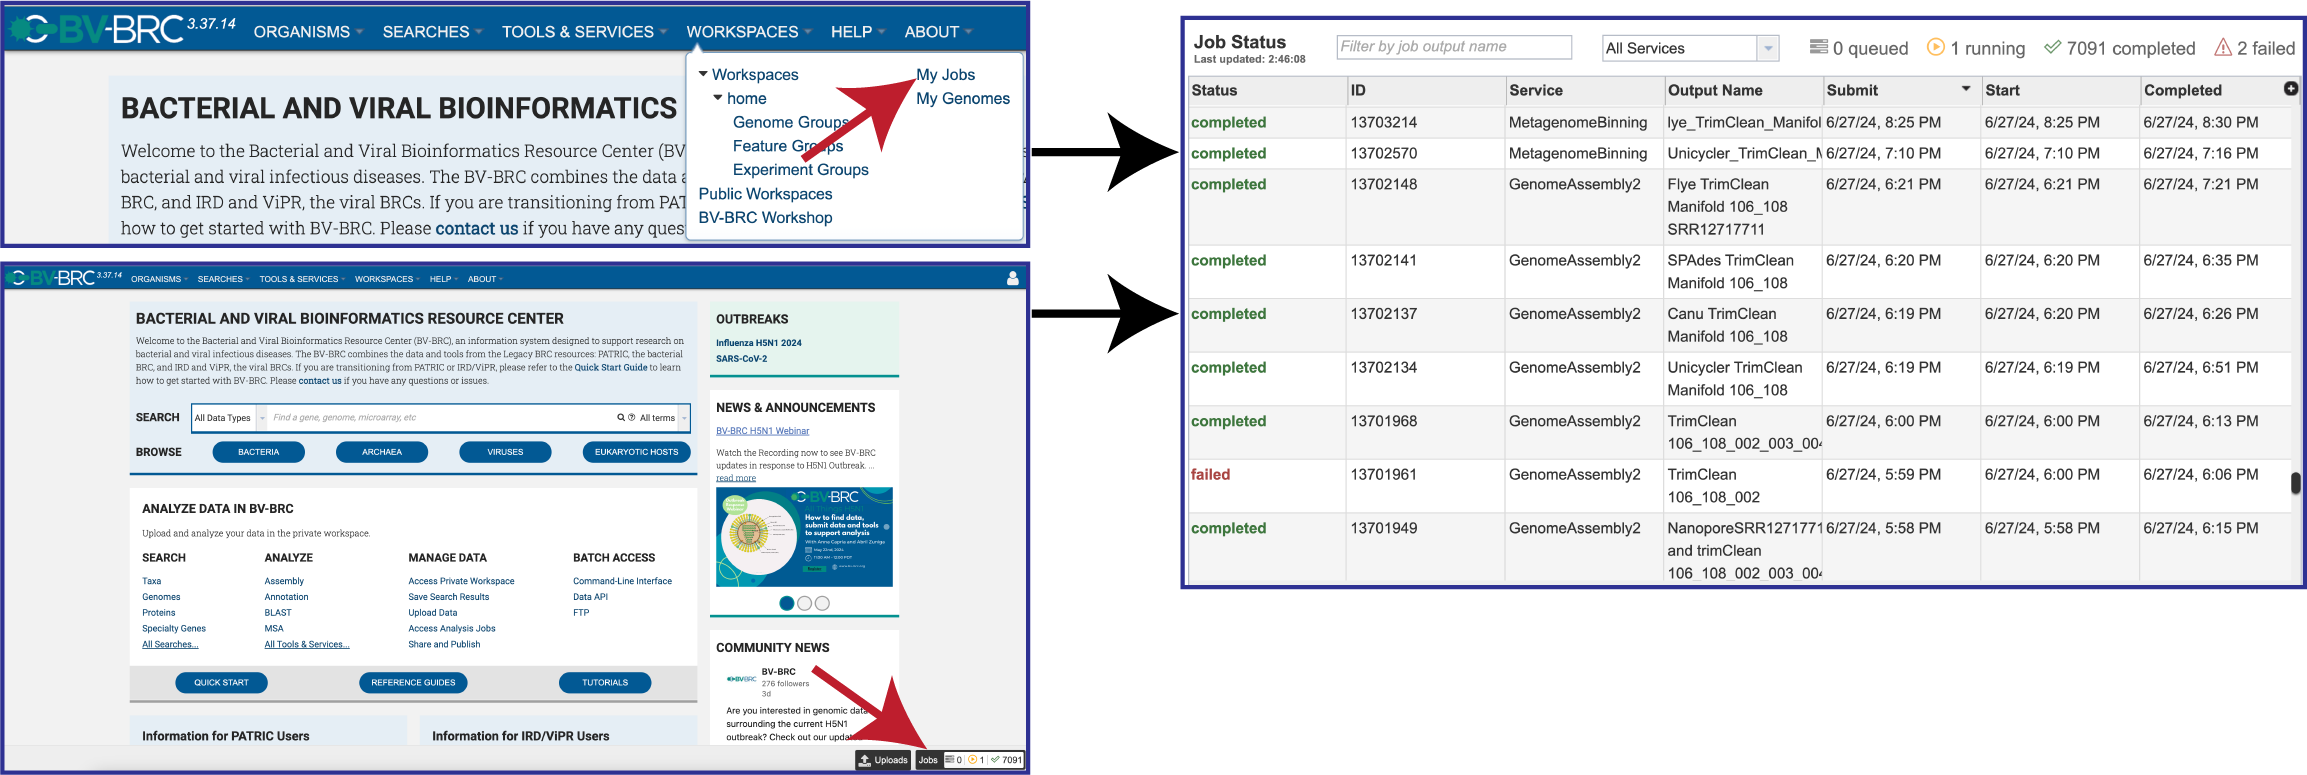 BV-BRC 3.37.14 ORGANISMS SEARCHES TOOLS & SERVICES WORKSPACES HELP ABOUT
Workspaces
home
Genome Groups
Feature Groups
Experiment Groups
Public Workspaces
BV-BRC Workshop
My Jobs
My Genomes
BACTERIAL AND VIRAL BIOINFORMATICS
Welcome to the Bacterial and Viral Bioinformatics Resource Center (BV
bacterial and viral infectious diseases. The BV-BRC combines the data a
BRC, and IRD and ViPR, the viral BRCs. If you are transitioning from PAT
how to get started with BV-BRC. Please contact us if you have any ques
BV-BRC 3.37.14 ORGANISMS SEARCHES TOOLS & SERVICES WORKSPACES HELP ABOUT
BACTERIAL AND VIRAL BIOINFORMATICS RESOURCE CENTER
Welcome to the Bacterial and Viral Bioinformatics Resource Center (BV-BRC), an information system designed to support research on
bacterial and viral infectious diseases. The BV-BRC combines the data and tools from the Legacy BRC resources: PATRIC, the bacterial
BRC, and IRD and ViPR, the viral BRCs. If you are transitioning from PATRIC or IRD/ViPR, please refer to the Quick Start Guide to learn
how to get started with BV-BRC. Please contact us if you have any questions or issues.
SEARCH All Data Types Find a gene, genome, microarray, etc All terms
BROWSE BACTERIA ARCHAEA VIRUSES EUKARYOTIC HOSTS
ANALYZE DATA IN BV-BRC
Upload and analyze your data in the private workspace.
SEARCH ANALYZE MANAGE DATA BATCH ACCESS
Taxa Assembly Access Private Workspace Command-Line Interface
Genomes Annotation Save Search Results Data API
Proteins BLAST Upload Data FTP
Specialty Genes MSA Access Analysis Jobs
All Searches... All Tools & Services... Share and Publish
QUICK START REFERENCE GUIDES TUTORIALS
Information for PATRIC Users Information for IRD/ViPR Users
OUTBREAKS
Influenza H5N1 2024
SARS-CoV-2
NEWS & ANNOUNCEMENTS
BV-BRC H5N1 Webinar
Watch the Recording now to see BV-BRC
updates in response to H5N1 Outbreak. ...
read more
BV-BRC
How to find data,
submit data and tools
to support analysis
COMMUNITY NEWS
BV-BRC
BV-BRC
276 followers
3d
Are you interested in genomic data
surrounding the current H5N1
outbreak? Check out our upda
Uploads Jobs 0 1 7091
Job Status
Last updated: 2:46:08
Filter by job output name All Services 0 queued 1 running 7091 completed 2 failed
Status ID Service Output Name Submit Start Completed
completed 13703214 MetagenomeBinning lye_TrimClean_Manifol 6/27/24, 8:25 PM 6/27/24, 8:25 PM 6/27/24, 8:30 PM
completed 13702570 MetagenomeBinning Unicycler_TrimClean_M 6/27/24, 7:10 PM 6/27/24, 7:10 PM 6/27/24, 7:16 PM
completed 13702148 GenomeAssembly2 Flye TrimClean 6/27/24, 6:21 PM 6/27/24, 6:21 PM 6/27/24, 7:21 PM
Manifold 106_108
SRR12717711
completed 13702141 GenomeAssembly2 SPAdes TrimClean 6/27/24, 6:20 PM 6/27/24, 6:20 PM 6/27/24, 6:35 PM
Manifold 106_108
completed 13702137 GenomeAssembly2 Canu TrimClean 6/27/24, 6:19 PM 6/27/24, 6:20 PM 6/27/24, 6:26 PM
Manifold 106_108
completed 13702134 GenomeAssembly2 Unicycler TrimClean 6/27/24, 6:19 PM 6/27/24, 6:19 PM 6/27/24, 6:51 PM
Manifold 106_108
completed 13701968 GenomeAssembly2 TrimClean 6/27/24, 6:00 PM 6/27/24, 6:00 PM 6/27/24, 6:13 PM
106_108_002_003_004
failed 13701961 GenomeAssembly2 TrimClean 6/27/24, 5:59 PM 6/27/24, 6:00 PM 6/27/24, 6:06 PM
106_108_002
completed 13701949 GenomeAssembly2 NanoporeSRR1271771 6/27/24, 5:58 PM 6/27/24, 5:58 PM 6/27/24, 6:15 PM
and trimClean
106_108_002_003_004